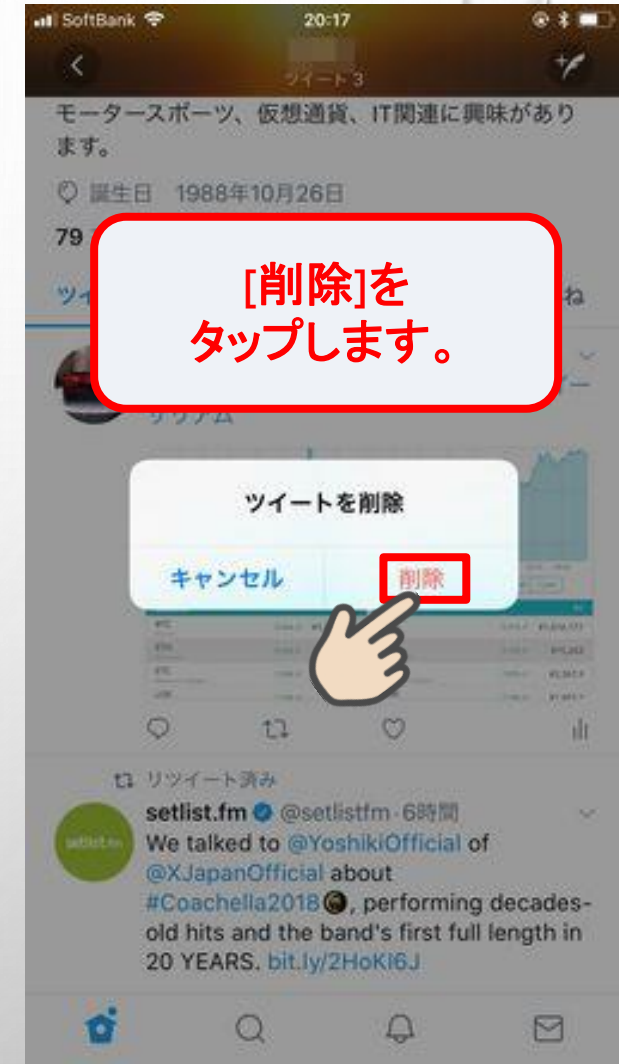 SoftBank
20:17
ツイート 3
モータースポーツ、仮想通貨、IT関連に興味があり
ます。
誕生日 1988年10月26日
79
[削除]を
タップします。
ね
リリアム
ツイートを削除
キャンセル
削除
リツイート済み
setlist.fm @setlistfm·6時間
We talked to @YoshikiOfficial of
@XJapanOfficial about
#Coachella2018, performing decades-
old hits and the band's first full length in
20 YEARS. bit.ly/2HoKI6J